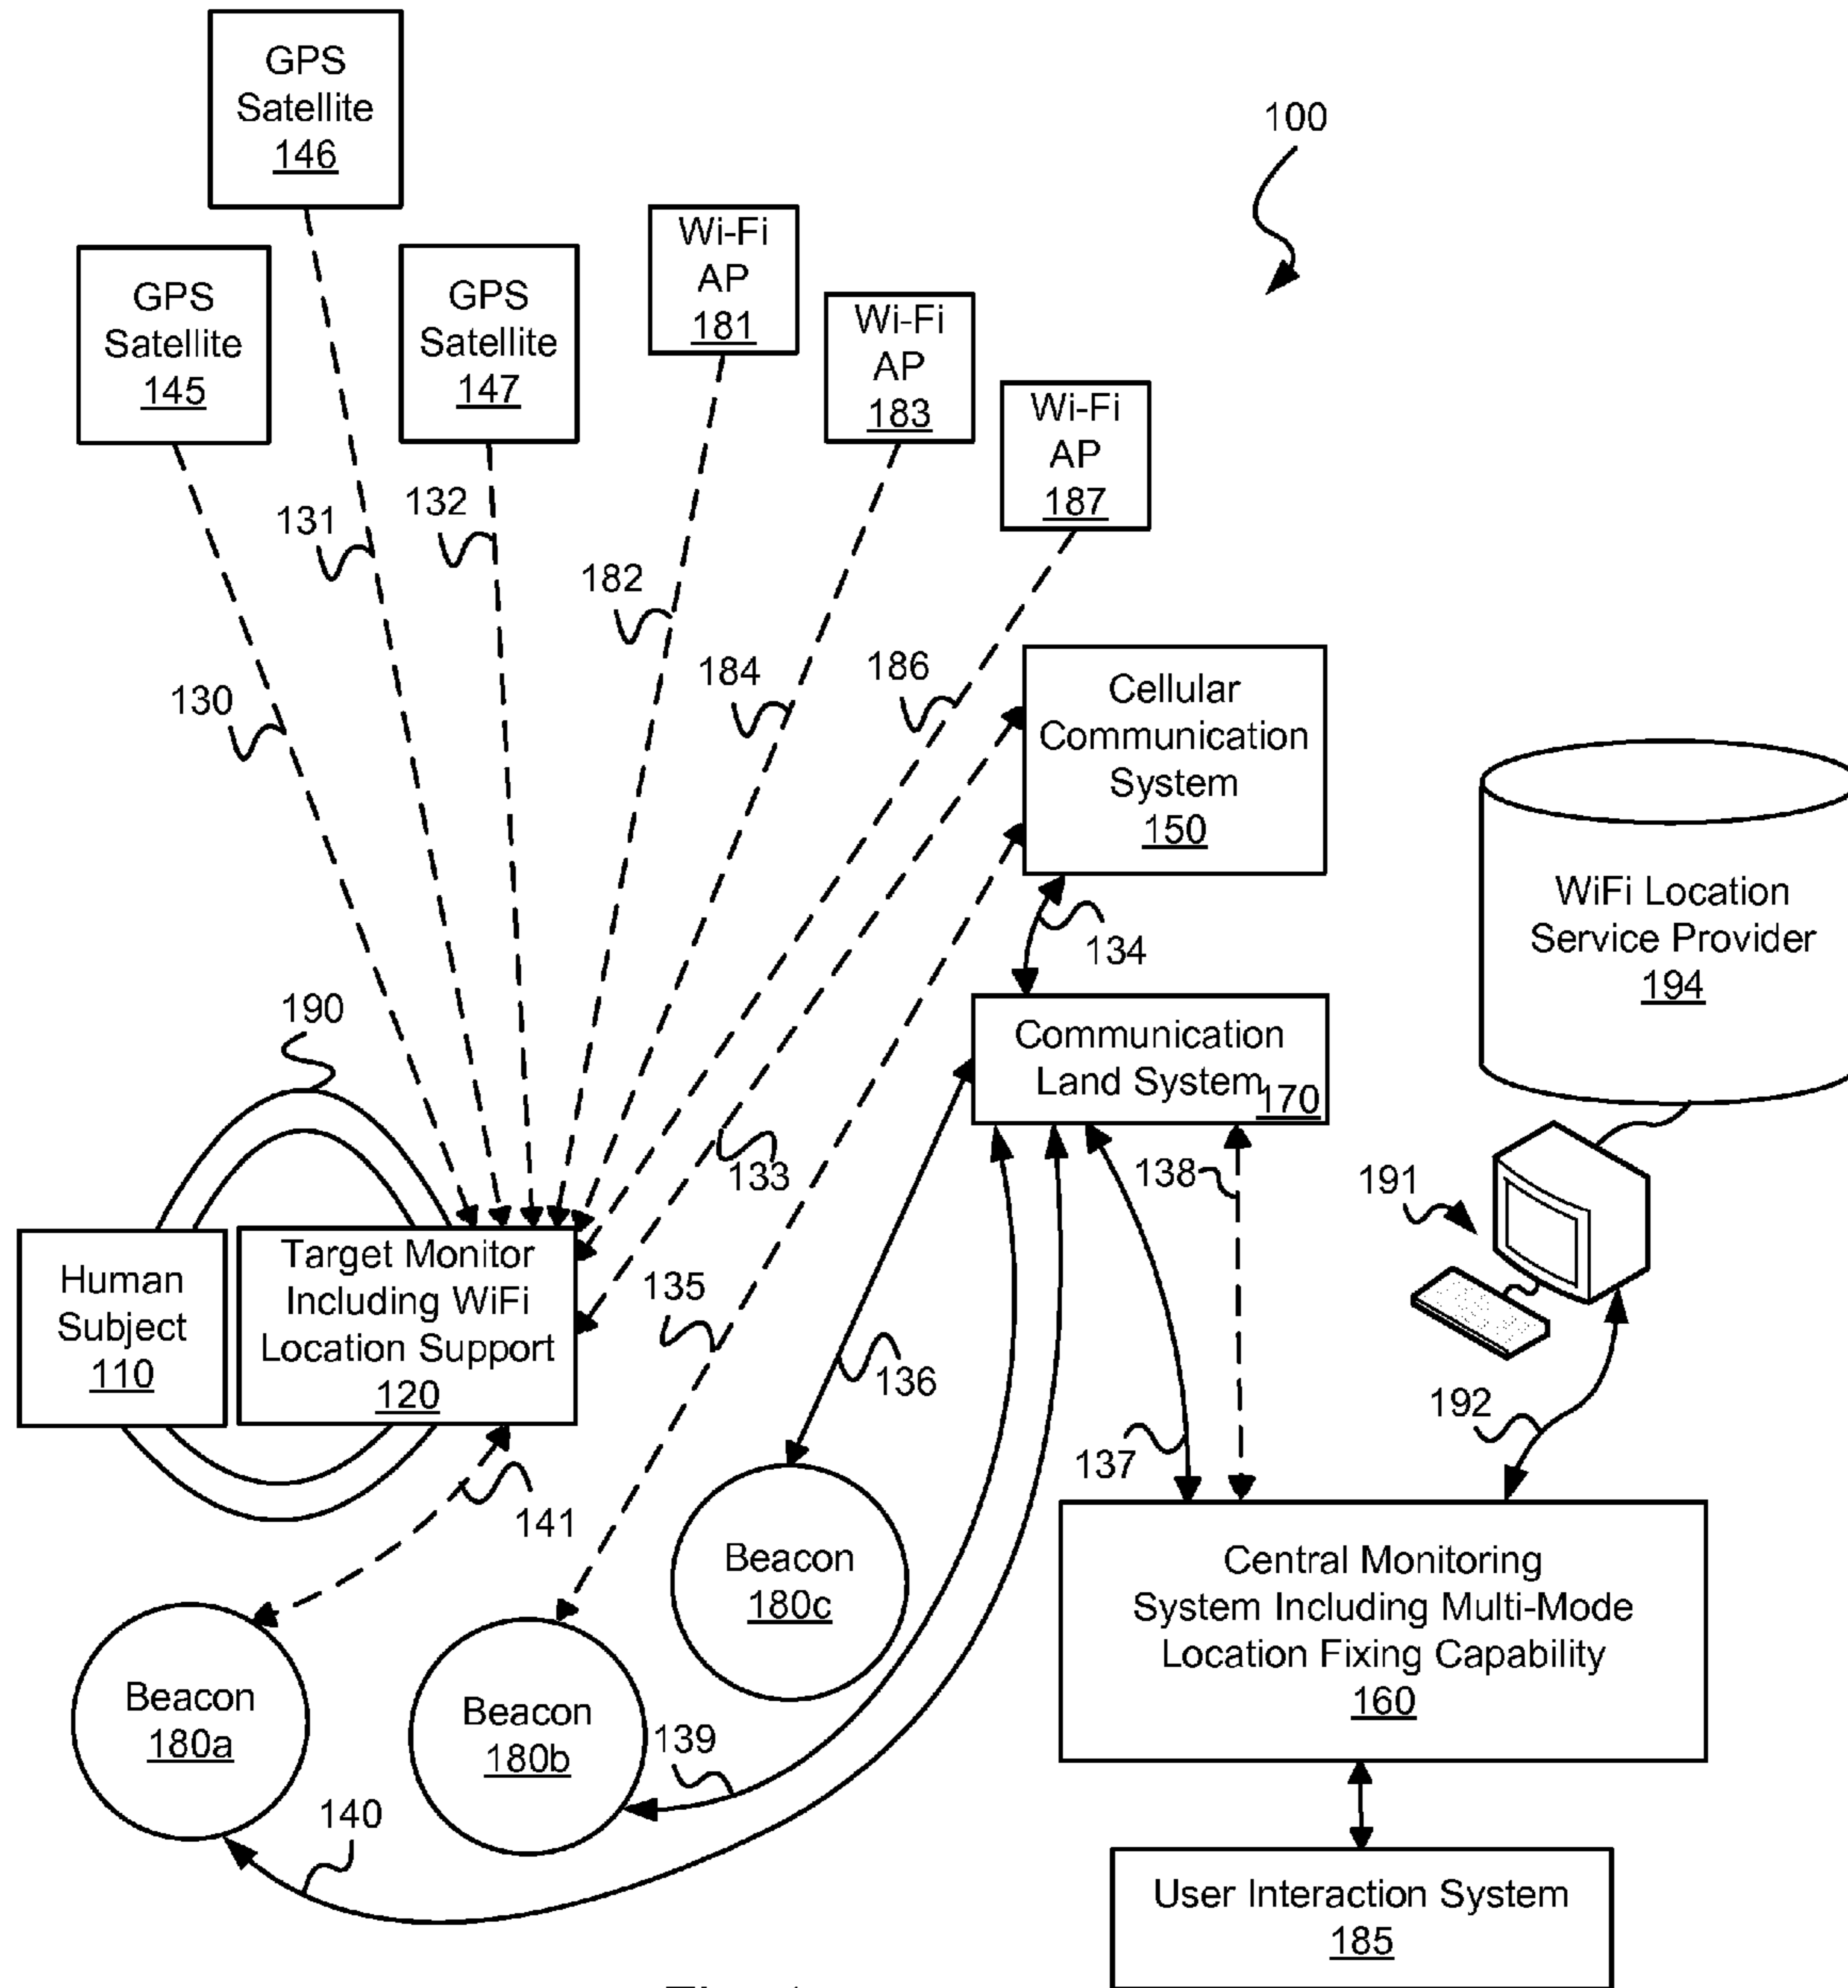 GPS
Satellite
146
100
GPS
Satellite
145
GPS
Satellite
147
Wi-Fi
AP
181
Wi-Fi
AP
183
Wi-Fi
AP
187
131
132
182
130
184
186
Cellular
Communication
System
150
134
WiFi Location
Service Provider
194
190
Communication
Land System
170
133
138
191
Human
Subject
110
Target Monitor
Including WiFi
Location Support
120
135
136
137
192
141
Beacon
180c
Central Monitoring
System Including Multi-Mode
Location Fixing Capability
160
Beacon
180a
Beacon
180b
139
140
User Interaction System
185